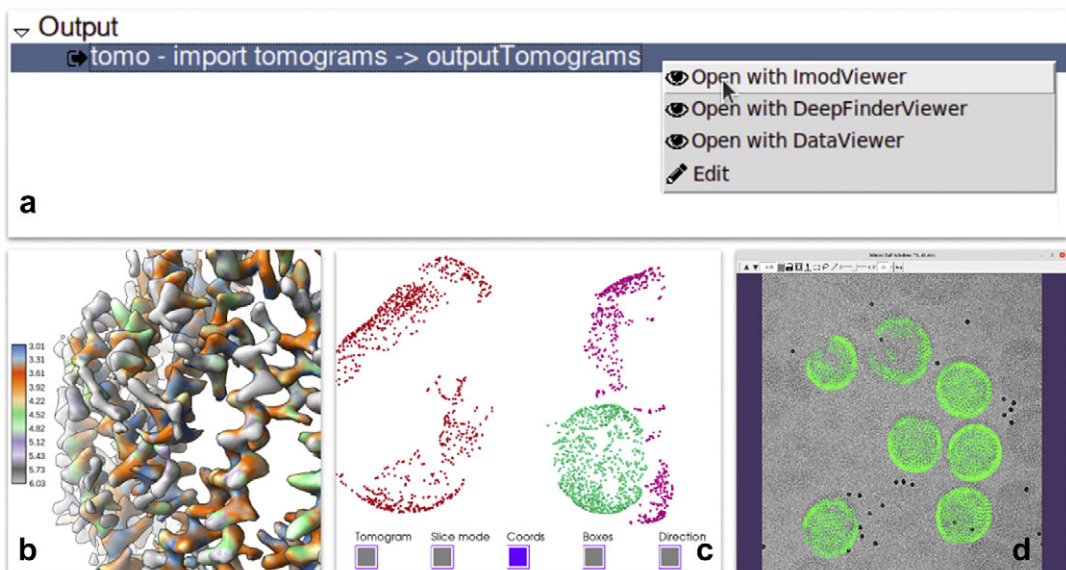 Output
tomo - import tomograms -> outputTomograms
Open with ImodViewer
Open with DeepFinderViewer
Open with DataViewer
Edit
a
3.01
3.31
3.61
3.92
4.22
4.52
4.82
5.12
5.43
5.73
6.03
b
Tomogram Slice mode Coords Boxes Direction
c
d